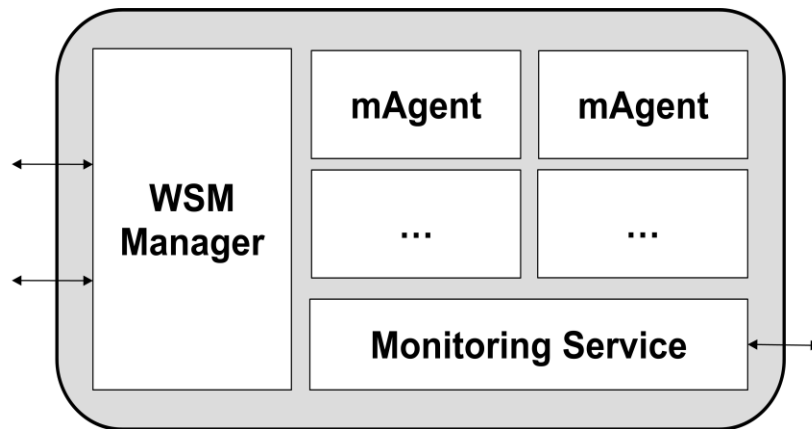 WSM
Manager
mAgent
mAgent
...
...
Monitoring Service